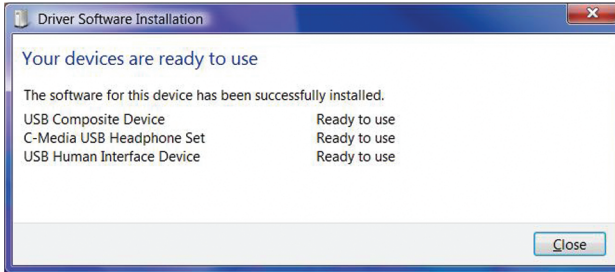 Driver Software Installation
Your devices are ready to use
The software for this device has been successfully installed.
USB Composite Device Ready to use
C-Media USB Headphone Set Ready to use
USB Human Interface Device Ready to use
Close